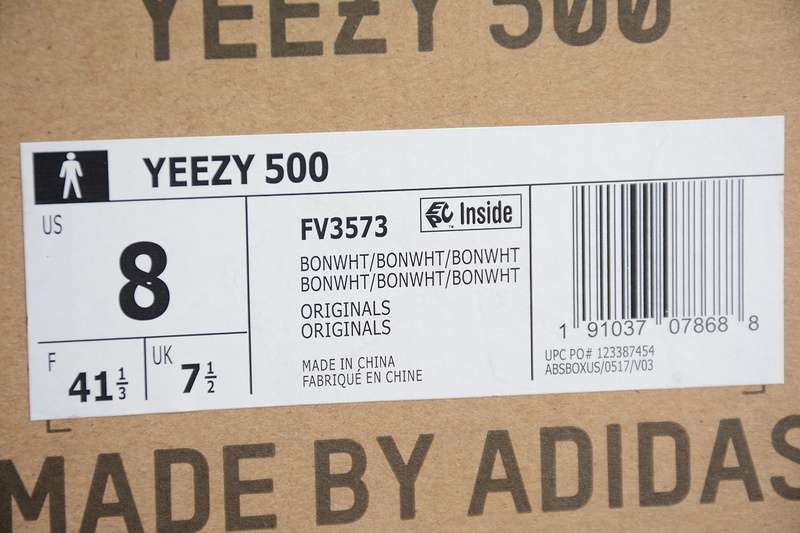 YEEZY 500
YEEZY 500
US
8
F
41 1/3
UK
7 1/2
FV3573
EPC™ Inside
BONWHT/BONWHT/BONWHT
BONWHT/BONWHT/BONWHT
ORIGINALS
ORIGINALS
MADE IN CHINA
FABRIQUÉ EN CHINE
1 91037 07868 8
UPC PO# 123387454
ABSBOXUS/0517/V03
MADE BY ADIDAS